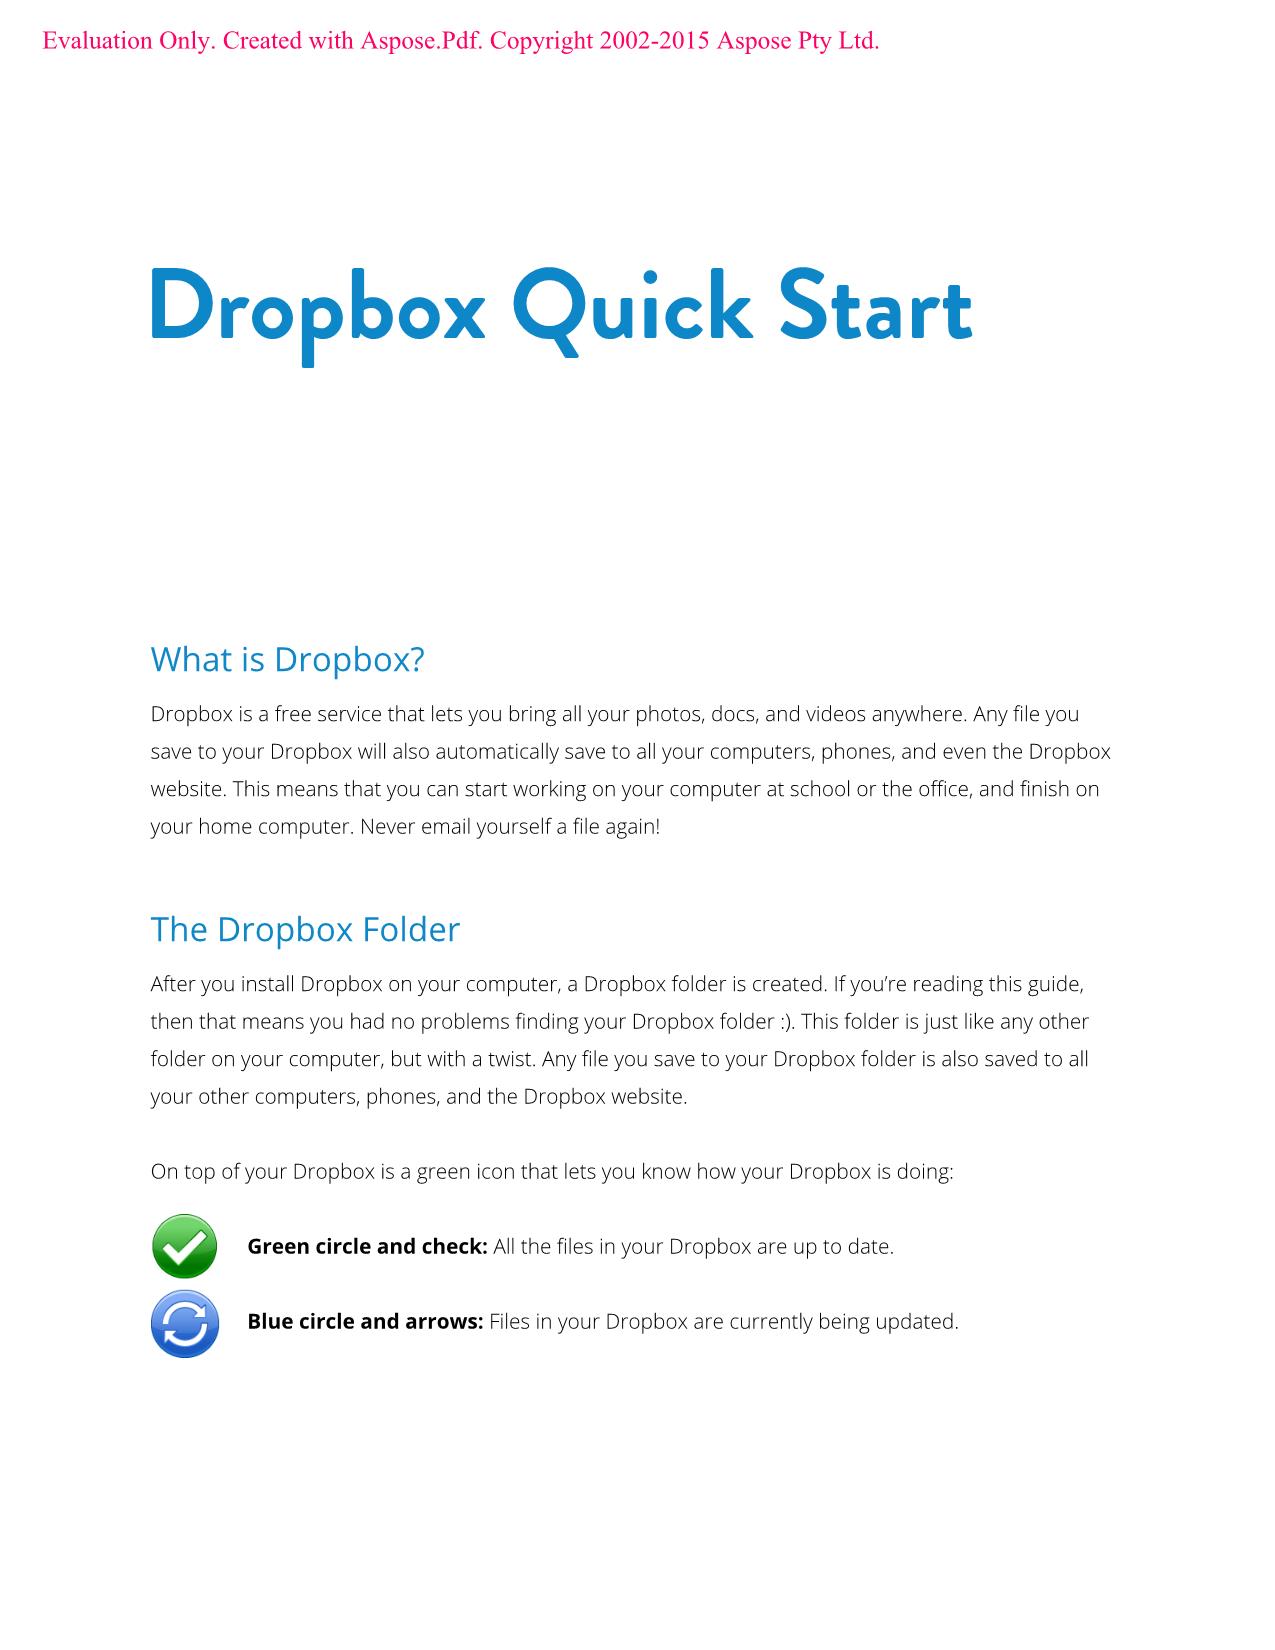 Evaluation Only. Created with Aspose.Pdf. Copyright 2002-2015 Aspose Pty Ltd.
Dropbox Quick Start
What is Dropbox?
Dropbox is a free service that lets you bring all your photos, docs, and videos anywhere. Any file you
save to your Dropbox will also automatically save to all your computers, phones, and even the Dropbox
website. This means that you can start working on your computer at school or the office, and finish on
your home computer. Never email yourself a file again!
The Dropbox Folder
After you install Dropbox on your computer, a Dropbox folder is created. If you’re reading this guide,
then that means you had no problems finding your Dropbox folder :). This folder is just like any other
folder on your computer, but with a twist. Any file you save to your Dropbox folder is also saved to all
your other computers, phones, and the Dropbox website.
On top of your Dropbox is a green icon that lets you know how your Dropbox is doing:
Green circle and check: All the files in your Dropbox are up to date.
Blue circle and arrows: Files in your Dropbox are currently being updated.